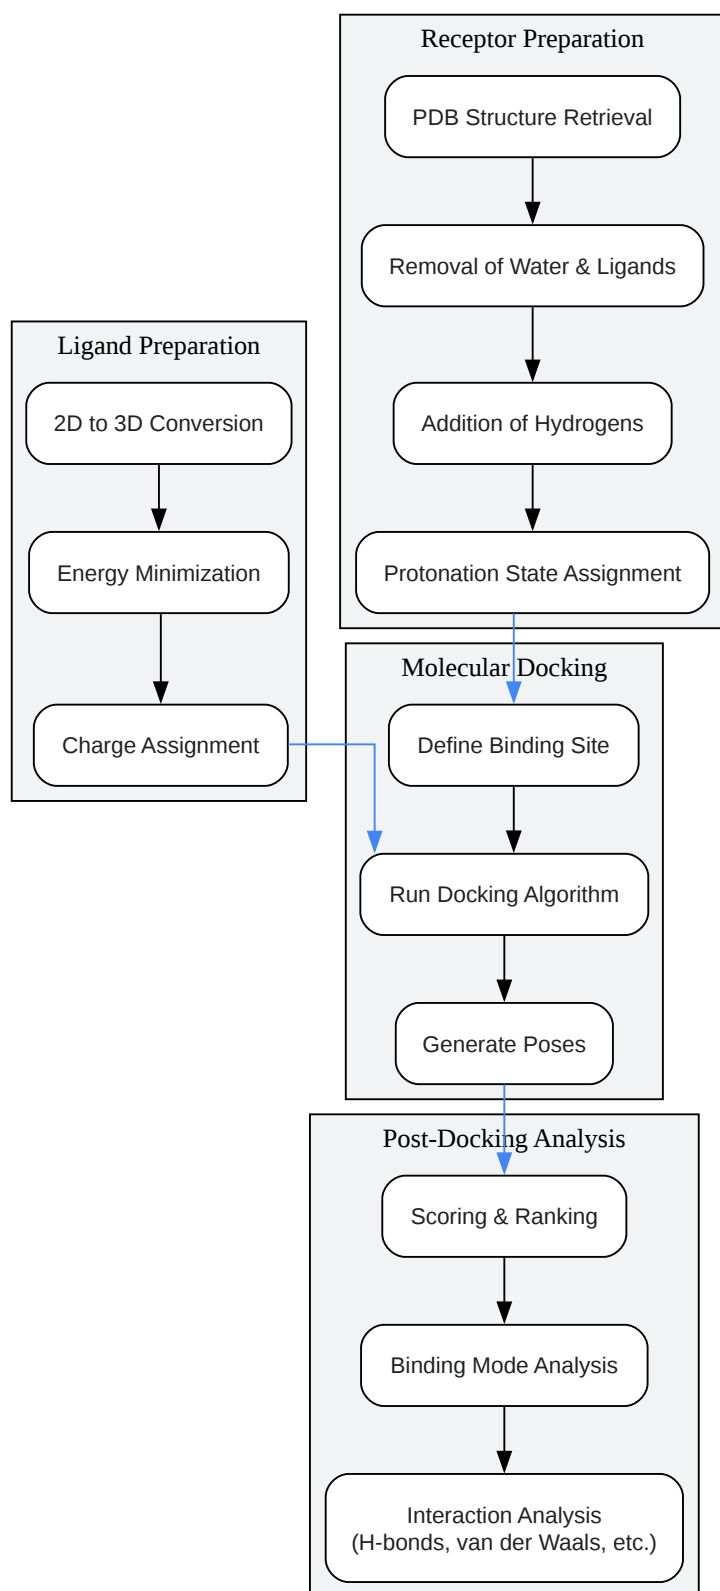 Receptor Preparation
PDB Structure Retrieval
Removal of Water & Ligands
Addition of Hydrogens
Protonation State Assignment
Ligand Preparation
2D to 3D Conversion
Energy Minimization
Charge Assignment
Molecular Docking
Define Binding Site
Run Docking Algorithm
Generate Poses
Post-Docking Analysis
Scoring & Ranking
Binding Mode Analysis
Interaction Analysis
(H-bonds, van der Waals, etc.)